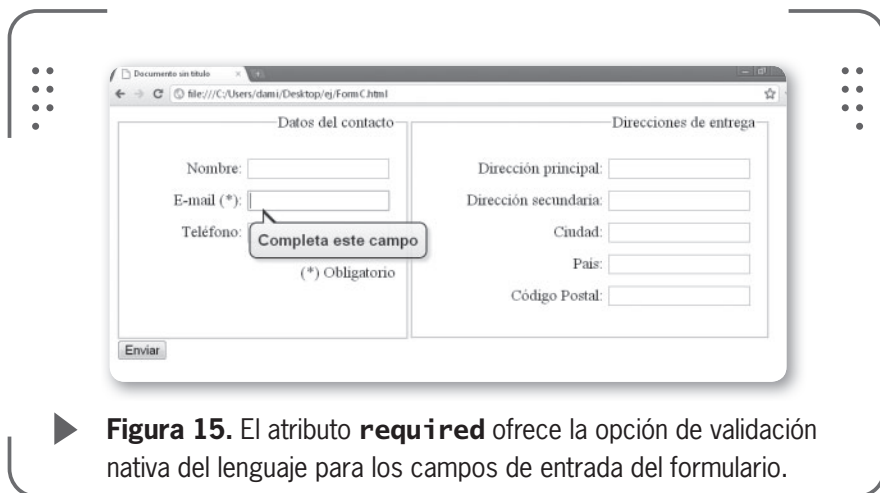 Documento sin título
file:///C:/Users/dami/Desktop/ej/FormC.html
Datos del contacto
Nombre:
E-mail (*):
Teléfono:
Completa este campo
(*) Obligatorio
Direcciones de entrega
Dirección principal:
Dirección secundaria:
Ciudad:
País:
Código Postal:
Enviar
Figura 15. El atributo required ofrece la opción de validación
nativa del lenguaje para los campos de entrada del formulario.